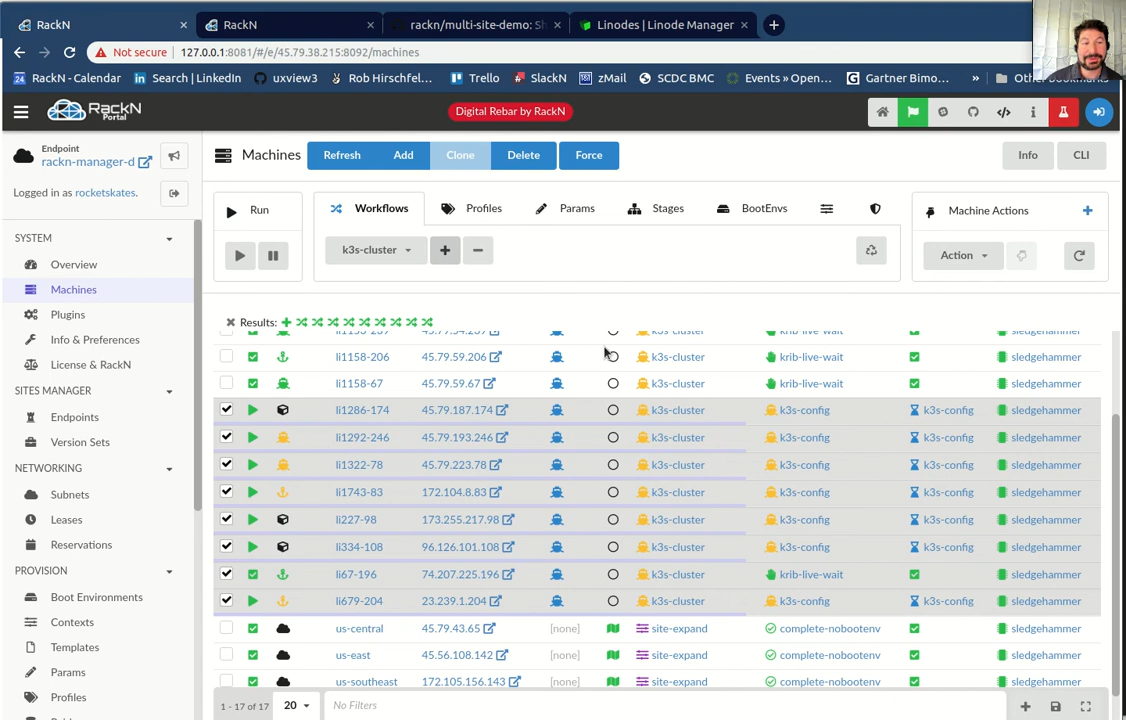 RackN
RackN
rackn/multi-site-demo: Sh
Linodes | Linode Manager
Not secure
127.0.0.1:8081/#/e/45.79.38.215:8092/machines
RackN - Calendar
Search | LinkedIn
uxview3
Rob Hirschfel...
Trello
SlackN
zMail
SCDC BMC
Events » Open...
Gartner Bimo...
»
RackN
Portal
Digital Rebar by RackN
Endpoint
rackn-manager-d
Logged in as rocketskates.
Machines
Refresh
Add
Clone
Delete
Force
Info
CLI
Run
Workflows
Profiles
Params
Stages
BootEnvs
Machine Actions
k3s-cluster
Action
SYSTEM
Overview
Machines
Plugins
Info & Preferences
License & RackN
SITES MANAGER
Endpoints
Version Sets
NETWORKING
Subnets
Leases
Reservations
PROVISION
Boot Environments
Contexts
Templates
Params
Profiles
Results:
k3s-cluster krib-live-wait sledgehammer
li1158-206 45.79.59.206 k3s-cluster krib-live-wait sledgehammer
li1158-67 45.79.59.67 k3s-cluster krib-live-wait sledgehammer
li1286-174 45.79.187.174 k3s-cluster k3s-config k3s-config sledgehammer
li1292-246 45.79.193.246 k3s-cluster k3s-config k3s-config sledgehammer
li1322-78 45.79.223.78 k3s-cluster k3s-config k3s-config sledgehammer
li1743-83 172.104.8.83 k3s-cluster k3s-config k3s-config sledgehammer
li227-98 173.255.217.98 k3s-cluster k3s-config k3s-config sledgehammer
li334-108 96.126.101.108 k3s-cluster k3s-config k3s-config sledgehammer
li67-196 74.207.225.196 k3s-cluster krib-live-wait sledgehammer
li679-204 23.239.1.204 k3s-cluster k3s-config k3s-config sledgehammer
us-central 45.79.43.65 [none] site-expand complete-nobootenv sledgehammer
us-east 45.56.108.142 [none] site-expand complete-nobootenv sledgehammer
us-southeast 172.105.156.143 [none] site-expand complete-nobootenv sledgehammer
1 - 17 of 17
20
No Filters